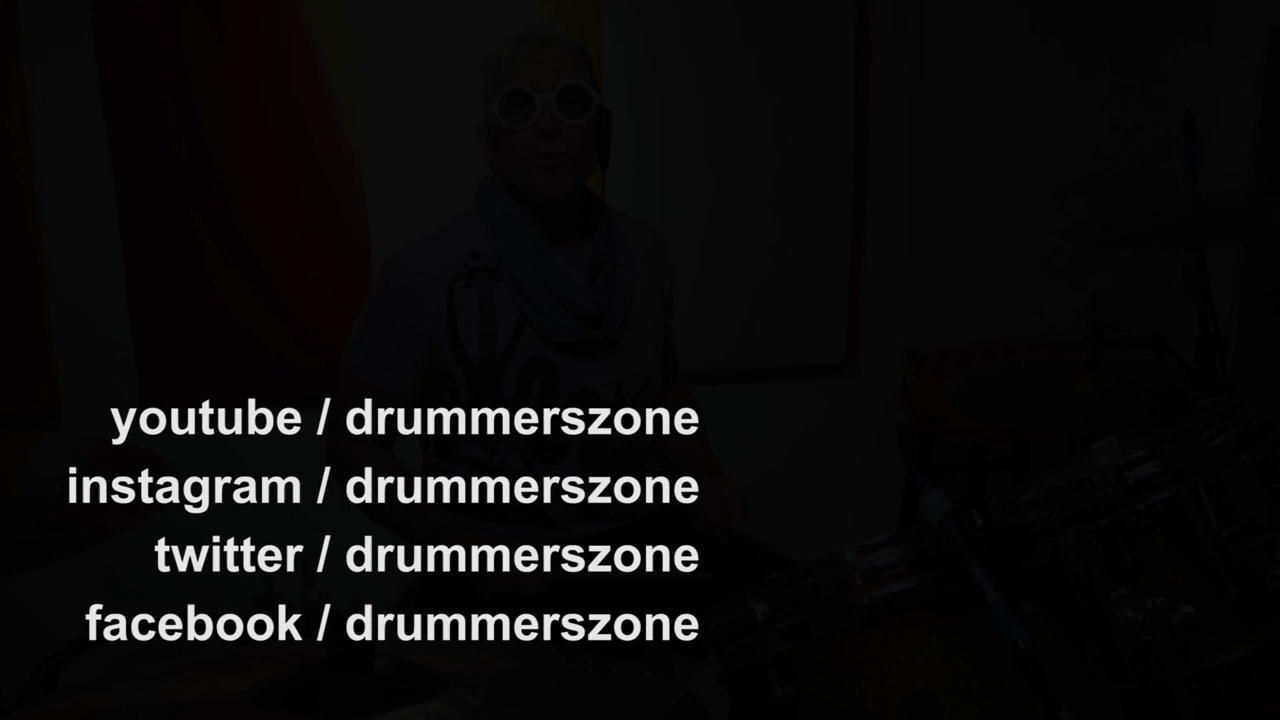 youtube / drummerszone
instagram / drummerszone
twitter / drummerszone
facebook / drummerszone